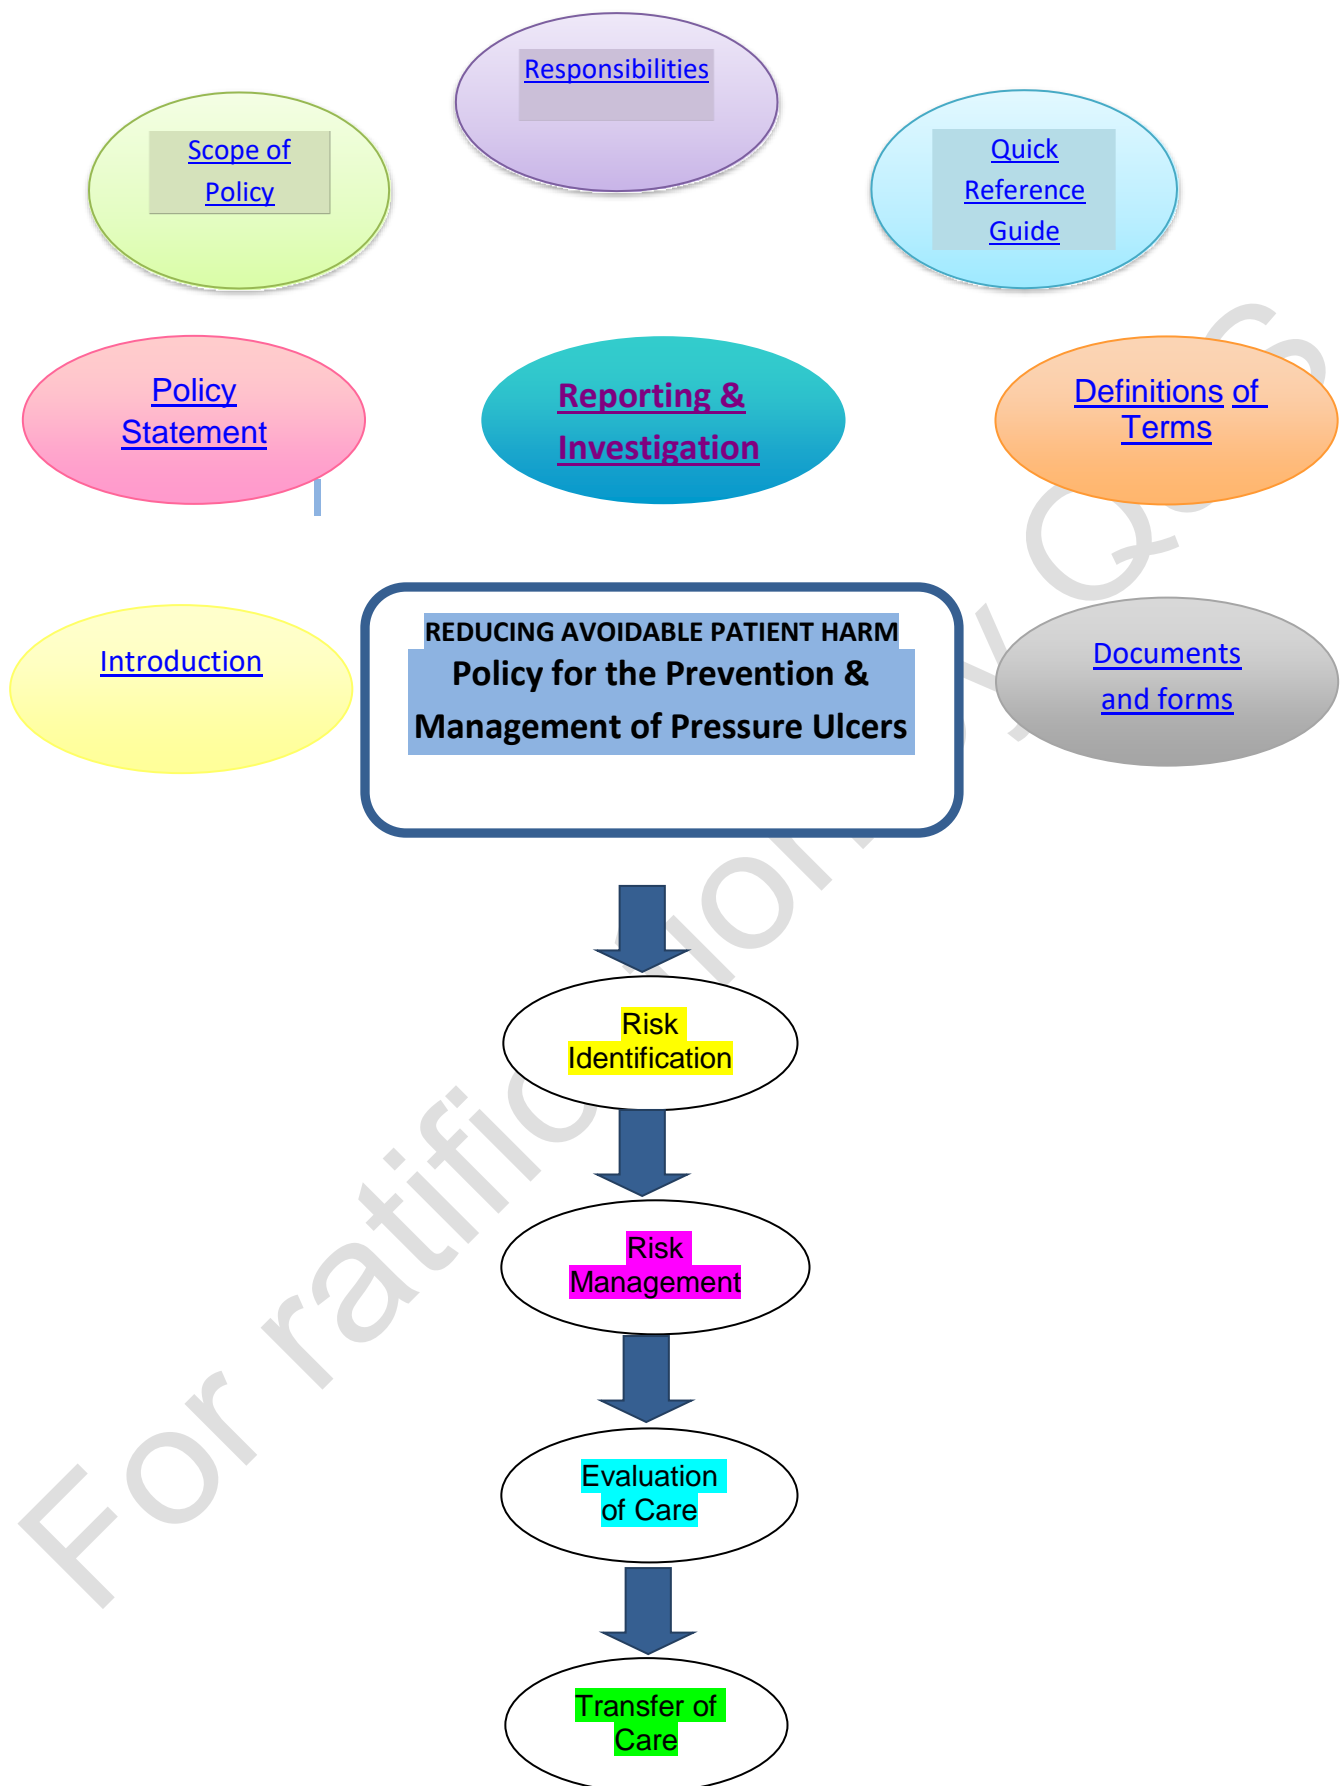 Responsibilities
Scope of
Policy
Quick
Reference
Guide
Policy
Statement
Reporting &
Investigation
Definitions of
Terms
Introduction
REDUCING AVOIDABLE PATIENT HARM
Policy for the Prevention &
Management of Pressure Ulcers
Documents
and forms
Risk
Identification
Risk
Management
Evaluation
of Care
Transfer of
Care
For ratification